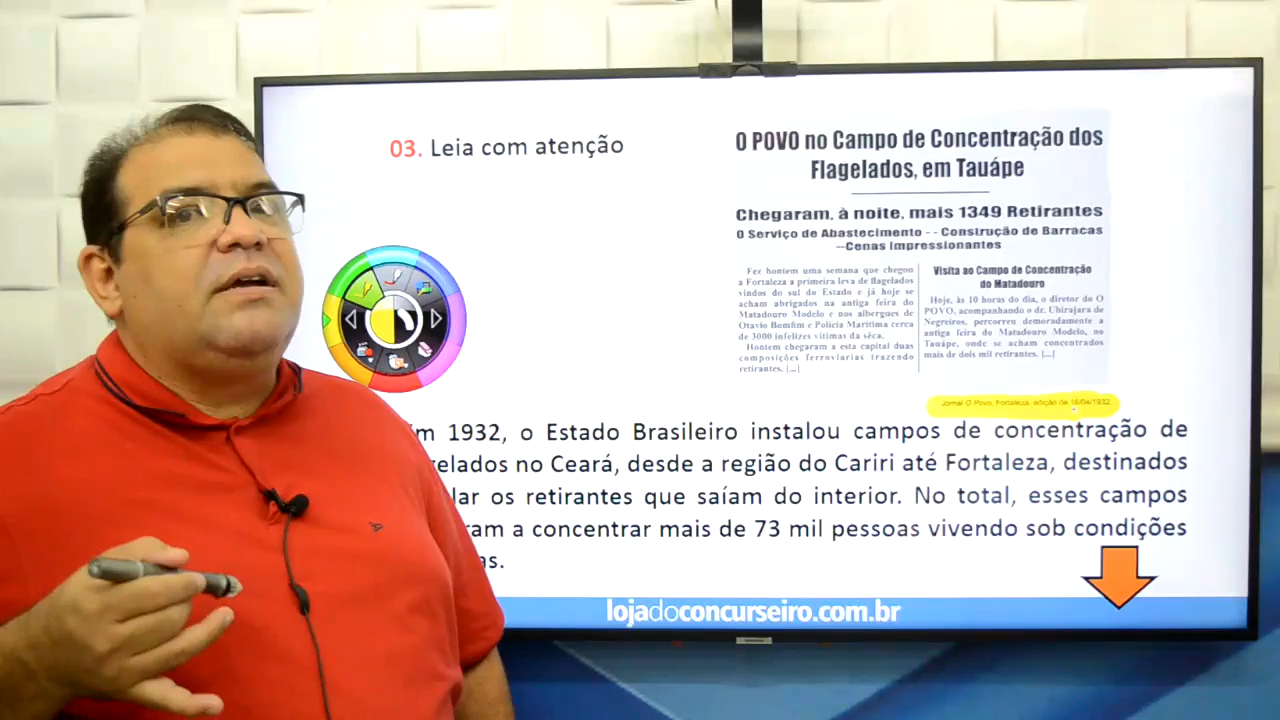 03. Leia com atenção
O POVO no Campo de Concentração dos
Flagelados, em Tauápe
Chegaram, à noite, mais 1349 Retirantes
O Serviço de Abastecimento - - Construção de Barracas
--Cenas Impressionantes
Fez hontem uma semana que chegou
a Fortaleza a primeira leva de flagelados
vindos do sul do Estado e já hoje se
acham abrigados na antiga feira do
Matadouro Modelo e nos albergues de
Otavio Bomfim e Policia Maritima cerca
de 3000 infelizes vitimas da sêca.
Hontem chegaram a esta capital duas
composições ferroviarias trazendo
retirantes. [...]
Visita ao Campo de Concentração
do Matadouro
Hoje, às 10 horas do dia, o diretor do O
POVO, acompanhando o dr. Ubirajara de
Negreiros, percorreu demoradamente a
antiga feira do Matadouro Modelo, no
Tauápe, onde se acham concentrados
mais de dois mil retirantes. [...]
Jornal O Povo, Fortaleza, edição de 16/04/1932
m 1932, o Estado Brasileiro instalou campos de concentração de
gelados no Ceará, desde a região do Cariri até Fortaleza, destinados
lar os retirantes que saíam do interior. No total, esses campos
ram a concentrar mais de 73 mil pessoas vivendo sob condições
as.
lojadoconcurseiro.com.br